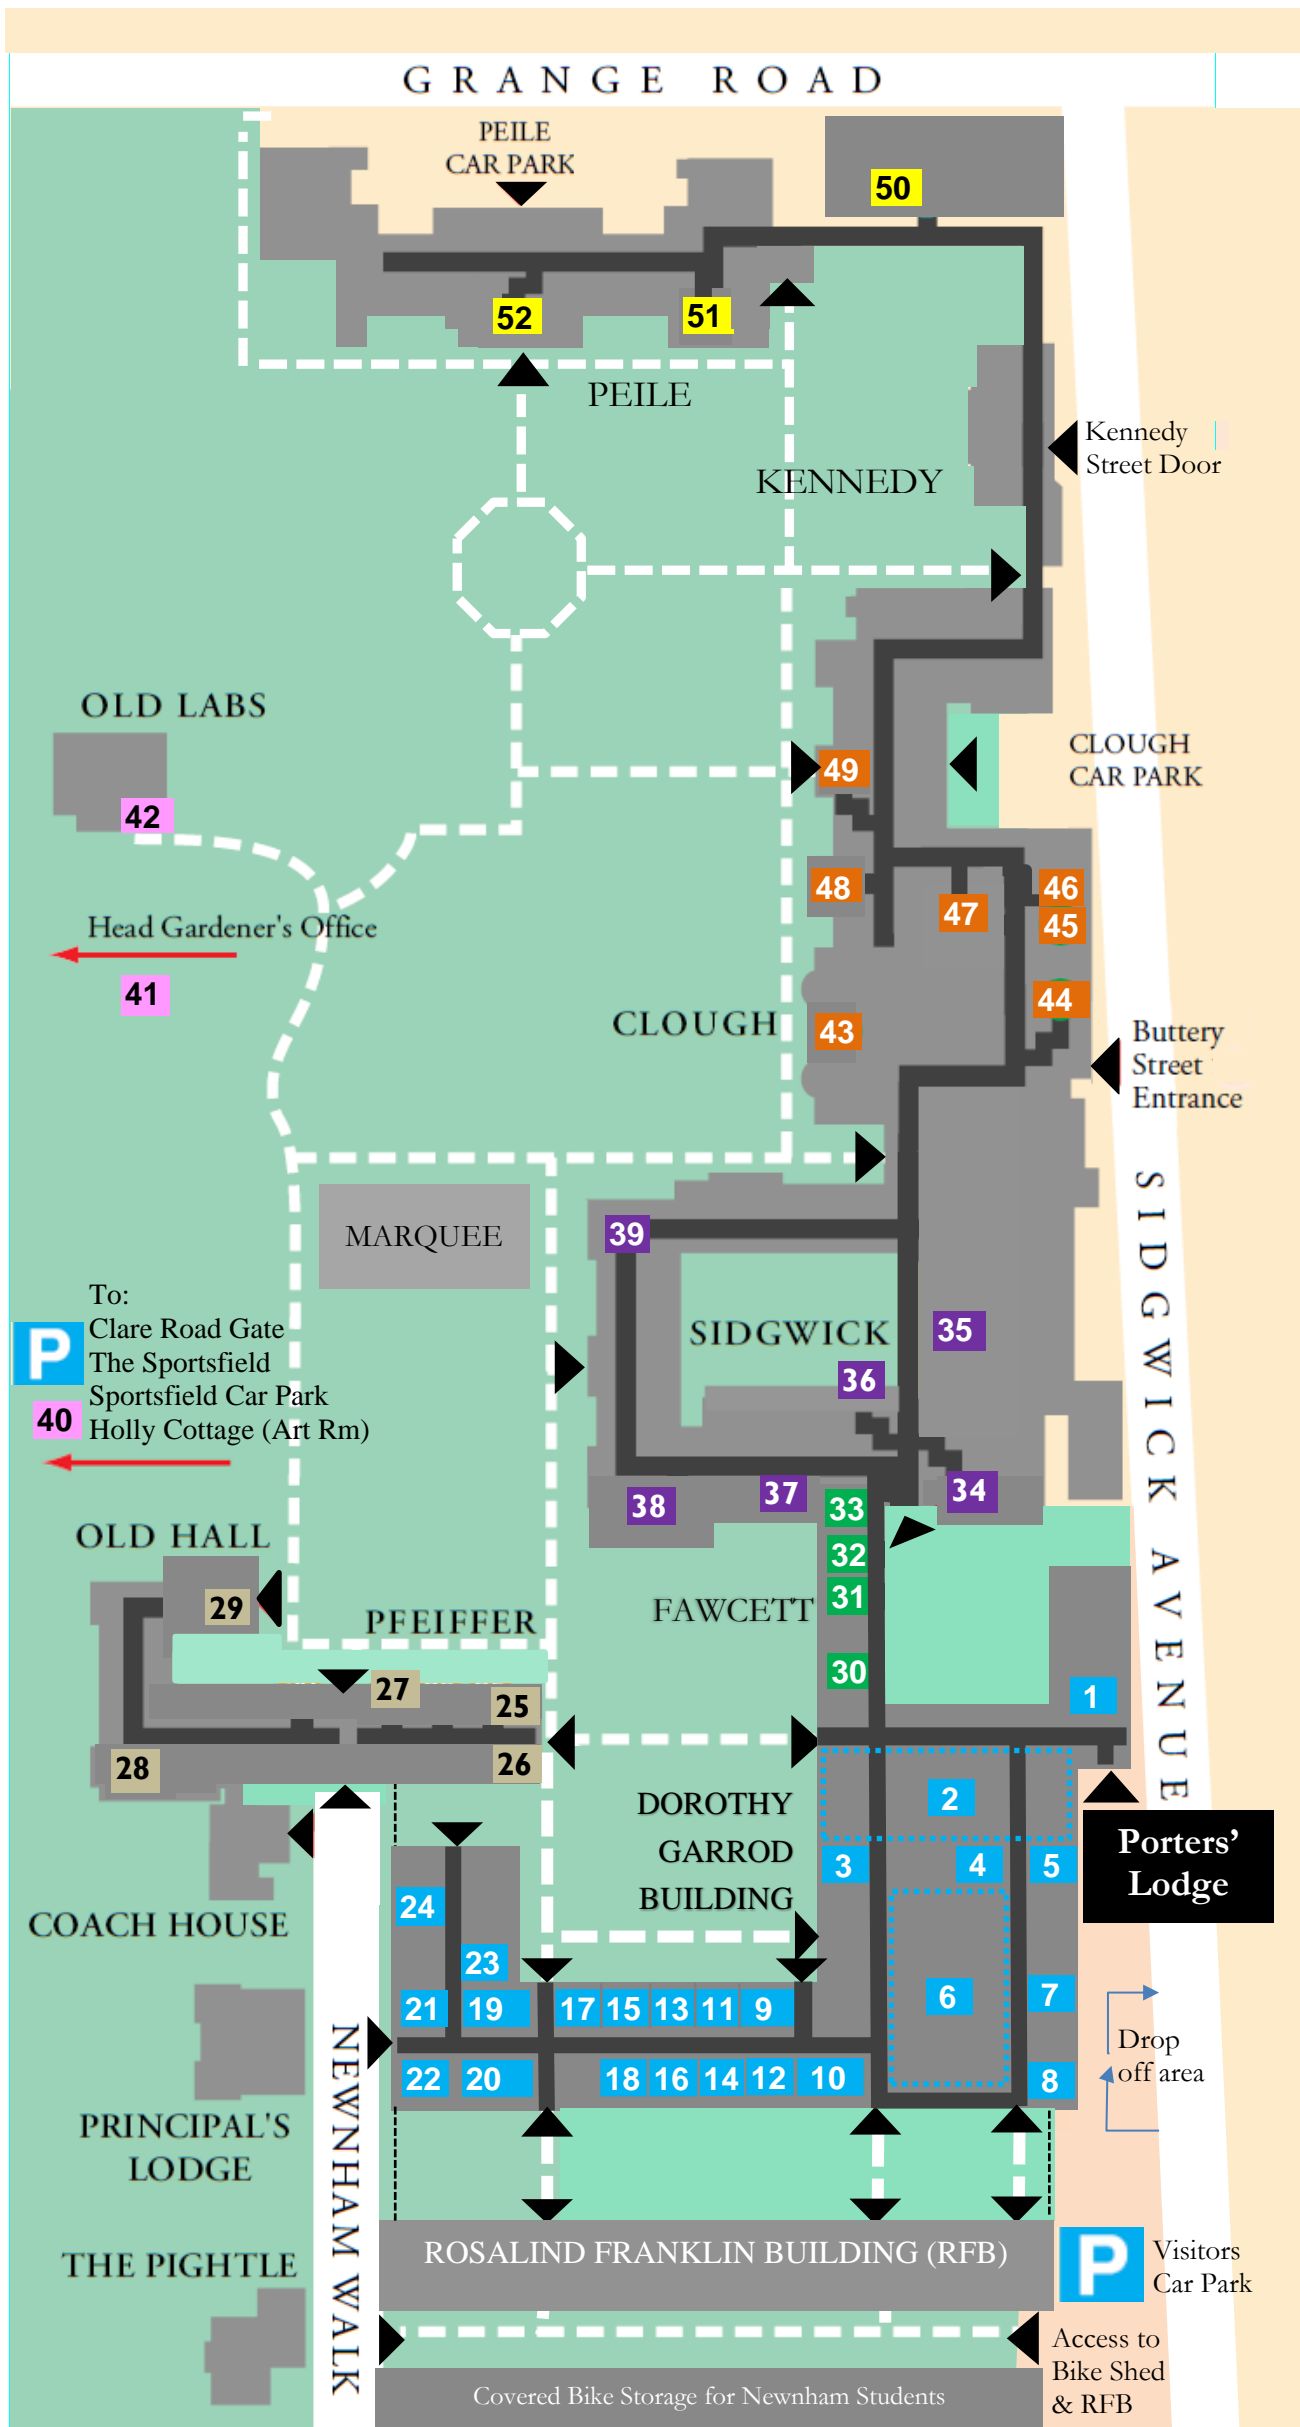 GRANGE ROAD
PEILE
CAR PARK
50
52
51
PEILE
Kennedy
Street Door
KENNEDY
OLD LABS
42
49
CLOUGH
CAR PARK
48
46
47
45
Head Gardener's Office
41
44
CLOUGH
43
Buttery
Street
Entrance
SIDGWICK AVENUE
MARQUEE
39
To:
Clare Road Gate
The Sportsfield
Sportsfield Car Park
Holly Cottage (Art Rm)
P
40
SIDGWICK
35
36
34
37
38
33
32
31
30
OLD HALL
29
PFEIFFER
FAWCETT
27
25
26
28
1
2
DOROTHY
GARROD
BUILDING
3
4
5
Porters’
Lodge
24
COACH HOUSE
23
21
19
17
15
13
11
9
6
7
22
20
18
16
14
12
10
8
Drop
off area
NEWNHAM WALK
PRINCIPAL'S
LODGE
THE PIGHTLE
ROSALIND FRANKLIN BUILDING (RFB)
P
Visitors
Car Park
Access to
Bike Shed
& RFB
Covered Bike Storage for Newnham Students